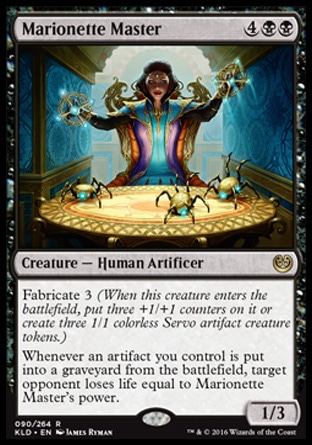 Marionette Master 4
Creature — Human Artificer
Fabricate 3 (When this creature enters the
battlefield, put three +1/+1 counters on it or
create three 1/1 colorless Servo artifact creature
tokens.)
Whenever an artifact you control is put
into a graveyard from the battlefield, target
opponent loses life equal to Marionette
Master's power.
1/3
090/264 R
KLD • EN James Ryman ™ & © 2016 Wizards of the Coast